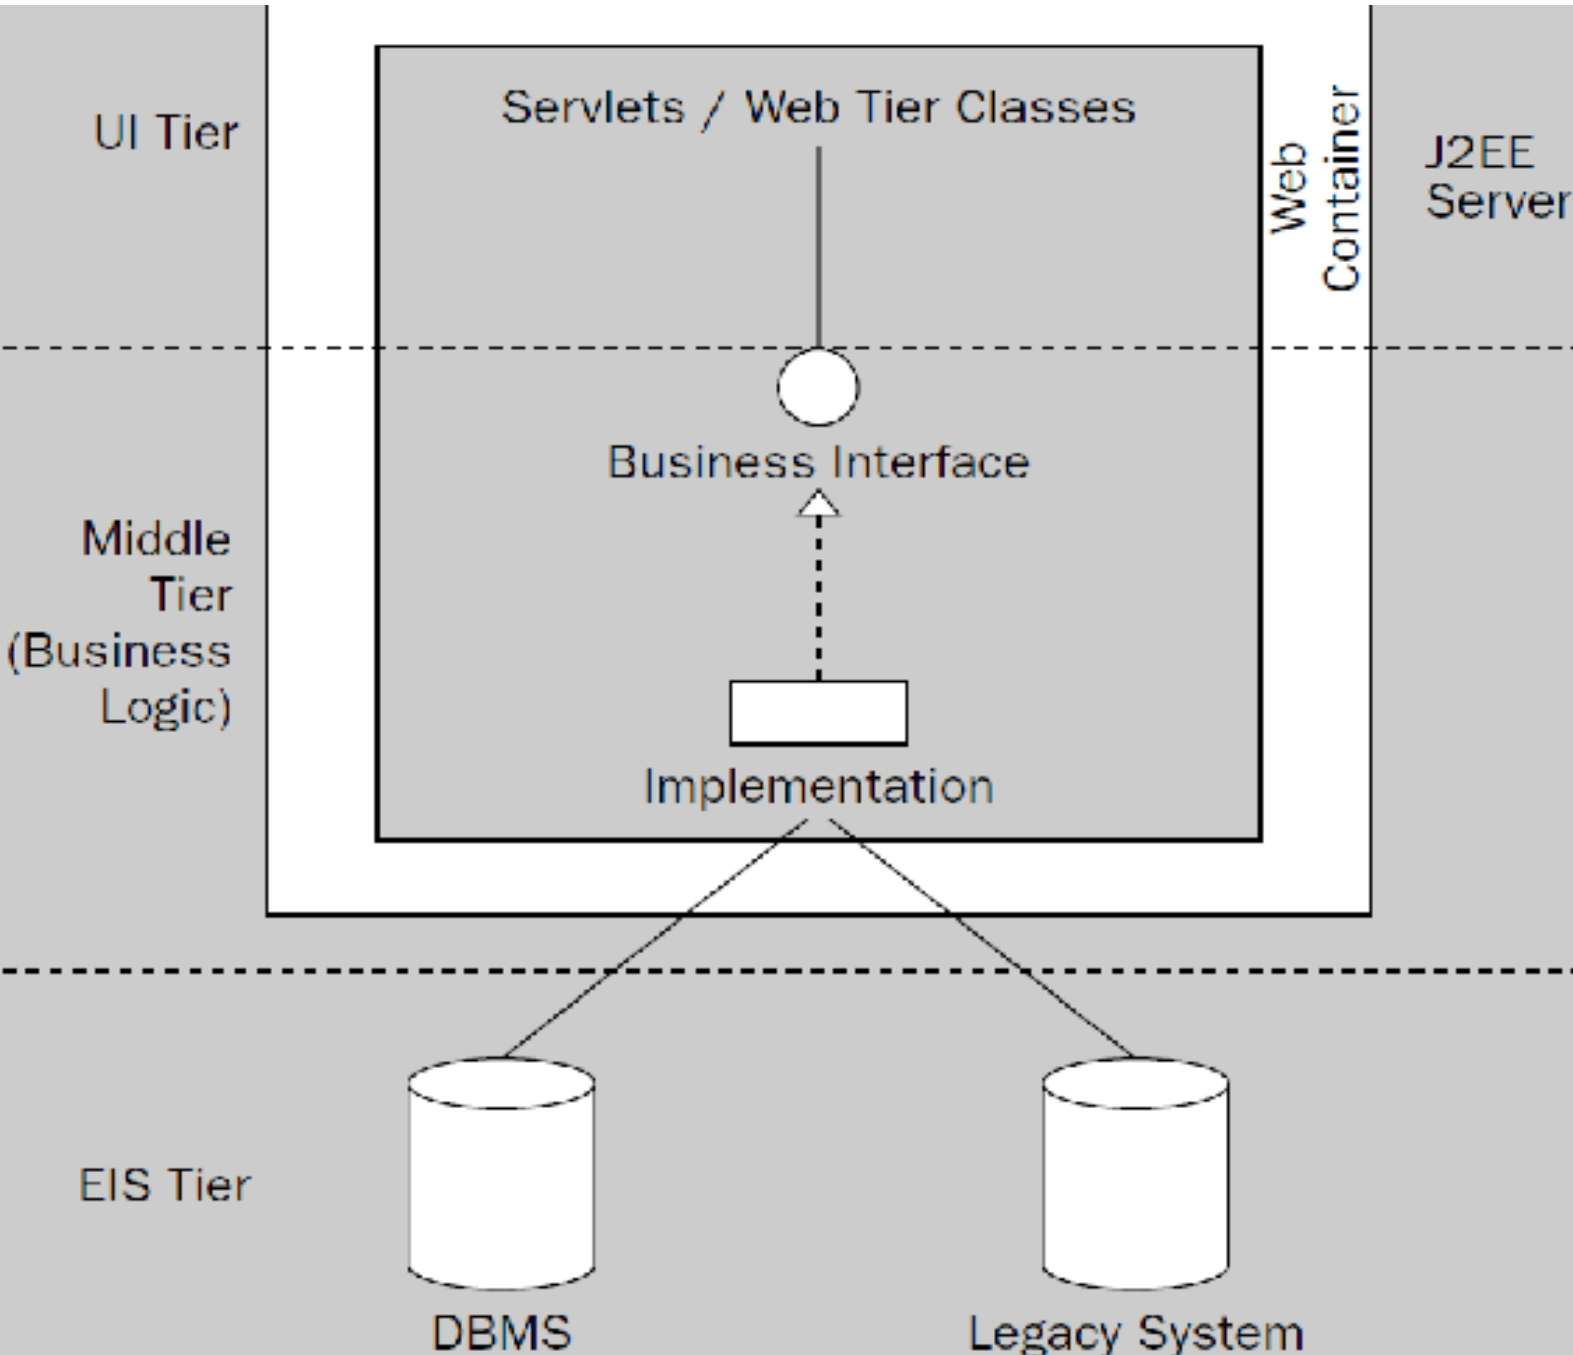 UI Tier
Servlets / Web Tier Classes
Web
Container
J2EE
Server
Business Interface
Middle
Tier
(Business
Logic)
Implementation
EIS Tier
DBMS
Legacy System